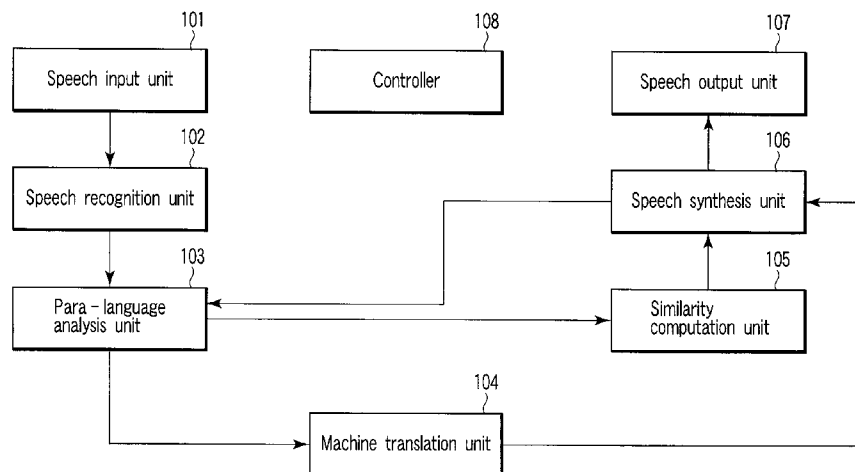 101
Speech input unit
108
Controller
107
Speech output unit
102
Speech recognition unit
106
Speech synthesis unit
103
Para-language
analysis unit
105
Similarity
computation unit
104
Machine translation unit